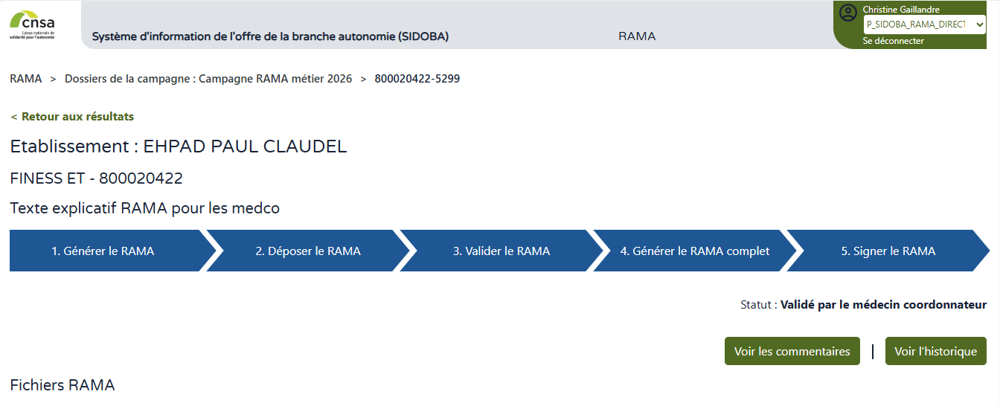 cnsa
Caisse nationale de
solidarité pour l'autonomie
Système d'information de l'offre de la branche autonomie (SIDOBA)
RAMA
Christine Gaillandre
P_SIDOBA_RAMA_DIRECT
Se déconnecter
RAMA > Dossiers de la campagne : Campagne RAMA métier 2026 > 800020422-5299
< Retour aux résultats
Etablissement : EHPAD PAUL CLAUDEL
FINESS ET - 800020422
Texte explicatif RAMA pour les medco
1. Générer le RAMA
2. Déposer le RAMA
3. Valider le RAMA
4. Générer le RAMA complet
5. Signer le RAMA
Statut : Validé par le médecin coordonnateur
Voir les commentaires | Voir l'historique
Fichiers RAMA